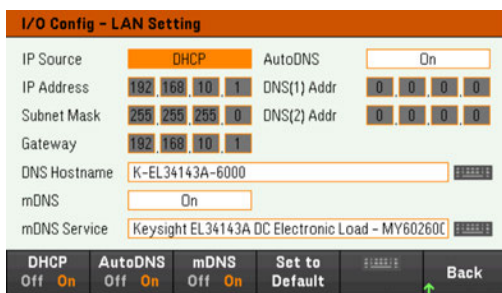 I/O Config - LAN Setting
IP Source DHCP AutoDNS On
IP Address 192 . 168 . 10 . 1 DNS(1) Addr 0 . 0 . 0 . 0
Subnet Mask 255 . 255 . 255 . 0 DNS(2) Addr 0 . 0 . 0 . 0
Gateway 192 . 168 . 10 . 1
DNS Hostname K-EL34143A-6000
mDNS On
mDNS Service Keysight EL34143A DC Electronic Load - MY60260C
DHCP AutoDNS mDNS Set to
Off On Off On Off On Default Back